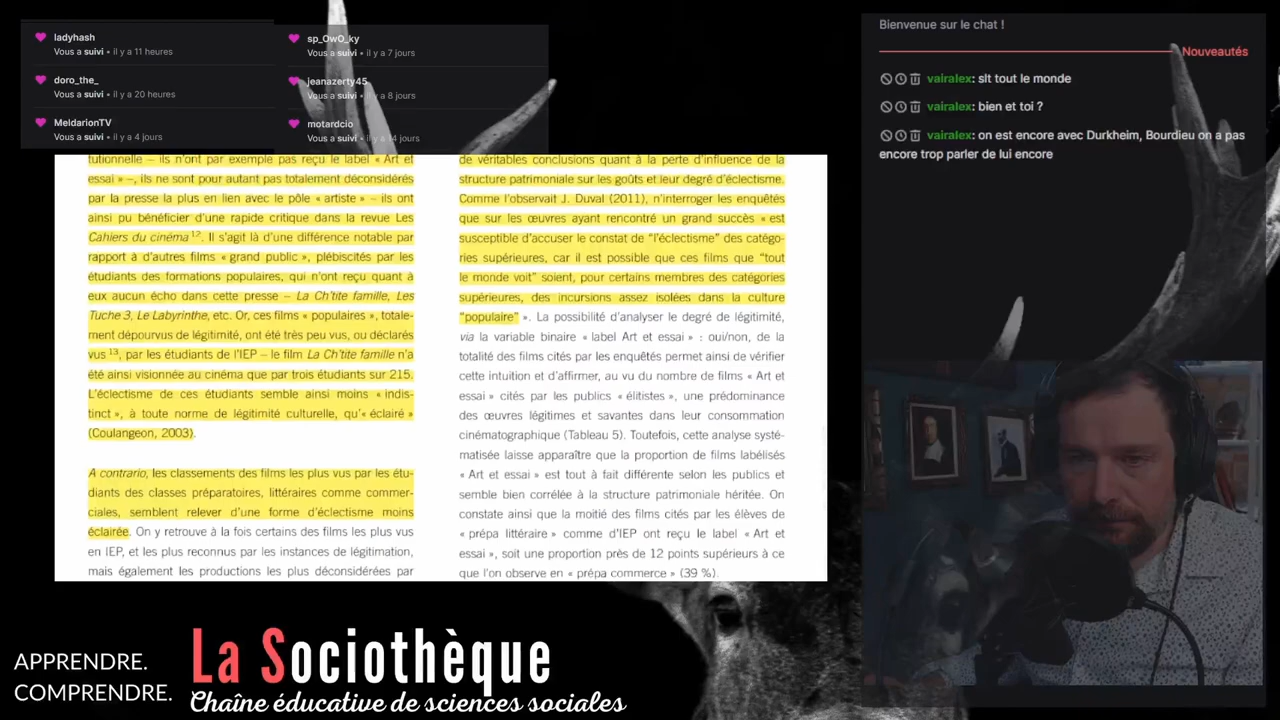 ladyhash
Vous a suivi • il y a 11 heures
doro_the_
Vous a suivi • il y a 20 heures
MeldarionTV
Vous a suivi • il y a 4 jours
sp_OwO_ky
Vous a suivi • il y a 7 jours
jeanazerty45
Vous a suivi • il y a 8 jours
motardcio
Vous a suivi • il y a 14 jours
tutionnelle – ils n'ont par exemple pas reçu le label « Art et
essai » –, ils ne sont pour autant pas totalement déconsidérés
par la presse la plus en lien avec le pôle « artiste » – ils ont
ainsi pu bénéficier d'une rapide critique dans la revue Les
Cahiers du cinéma 12. Il s'agit là d'une différence notable par
rapport à d'autres films « grand public », plébiscités par les
étudiants des formations populaires, qui n'ont reçu quant à
eux aucun écho dans cette presse – La Ch'tite famille, Les
Tuche 3, Le Labyrinthe, etc. Or, ces films « populaires », totale-
ment dépourvus de légitimité, ont été très peu vus, ou déclarés
vus 13, par les étudiants de l'IEP – le film La Ch'tite famille n'a
été ainsi visionnée au cinéma que par trois étudiants sur 215.
L'éclectisme de ces étudiants semble ainsi moins « indis-
tinct », à toute norme de légitimité culturelle, qu'« éclairé »
(Coulangeon, 2003).
A contrario, les classements des films les plus vus par les étu-
diants des classes préparatoires, littéraires comme commer-
ciales, semblent relever d'une forme d'éclectisme moins
éclairée. On y retrouve à la fois certains des films les plus vus
en IEP, et les plus reconnus par les instances de légitimation,
mais également les productions les plus déconsidérées par
de véritables conclusions quant à la perte d'influence de la
structure patrimoniale sur les goûts et leur degré d'éclectisme.
Comme l'observait J. Duval (2011), n'interroger les enquêtés
que sur les œuvres ayant rencontré un grand succès « est
susceptible d'accuser le constat de “l'éclectisme” des catégo-
ries supérieures, car il est possible que ces films que “tout
le monde voit” soient, pour certains membres des catégories
supérieures, des incursions assez isolées dans la culture
“populaire” ». La possibilité d'analyser le degré de légitimité,
via la variable binaire « label Art et essai » : oui/non, de la
totalité des films cités par les enquêtés permet ainsi de vérifier
cette intuition et d'affirmer, au vu du nombre de films « Art et
essai » cités par les publics « élitistes », une prédominance
des œuvres légitimes et savantes dans leur consommation
cinématographique (Tableau 5). Toutefois, cette analyse systé-
matisée laisse apparaître que la proportion de films labélisés
« Art et essai » est tout à fait différente selon les publics et
semble bien corrélée à la structure patrimoniale héritée. On
constate ainsi que la moitié des films cités par les élèves de
« prépa littéraire » comme d'IEP ont reçu le label « Art et
essai », soit une proportion près de 12 points supérieurs à ce
que l'on observe en « prépa commerce » (39 %).
Bienvenue sur le chat !
Nouveautés
vairalex: slt tout le monde
vairalex: bien et toi ?
vairalex: on est encore avec Durkheim, Bourdieu on a pas
encore trop parler de lui encore
APPRENDRE.
COMPRENDRE.
La Sociothèque
Chaîne éducative de sciences sociales